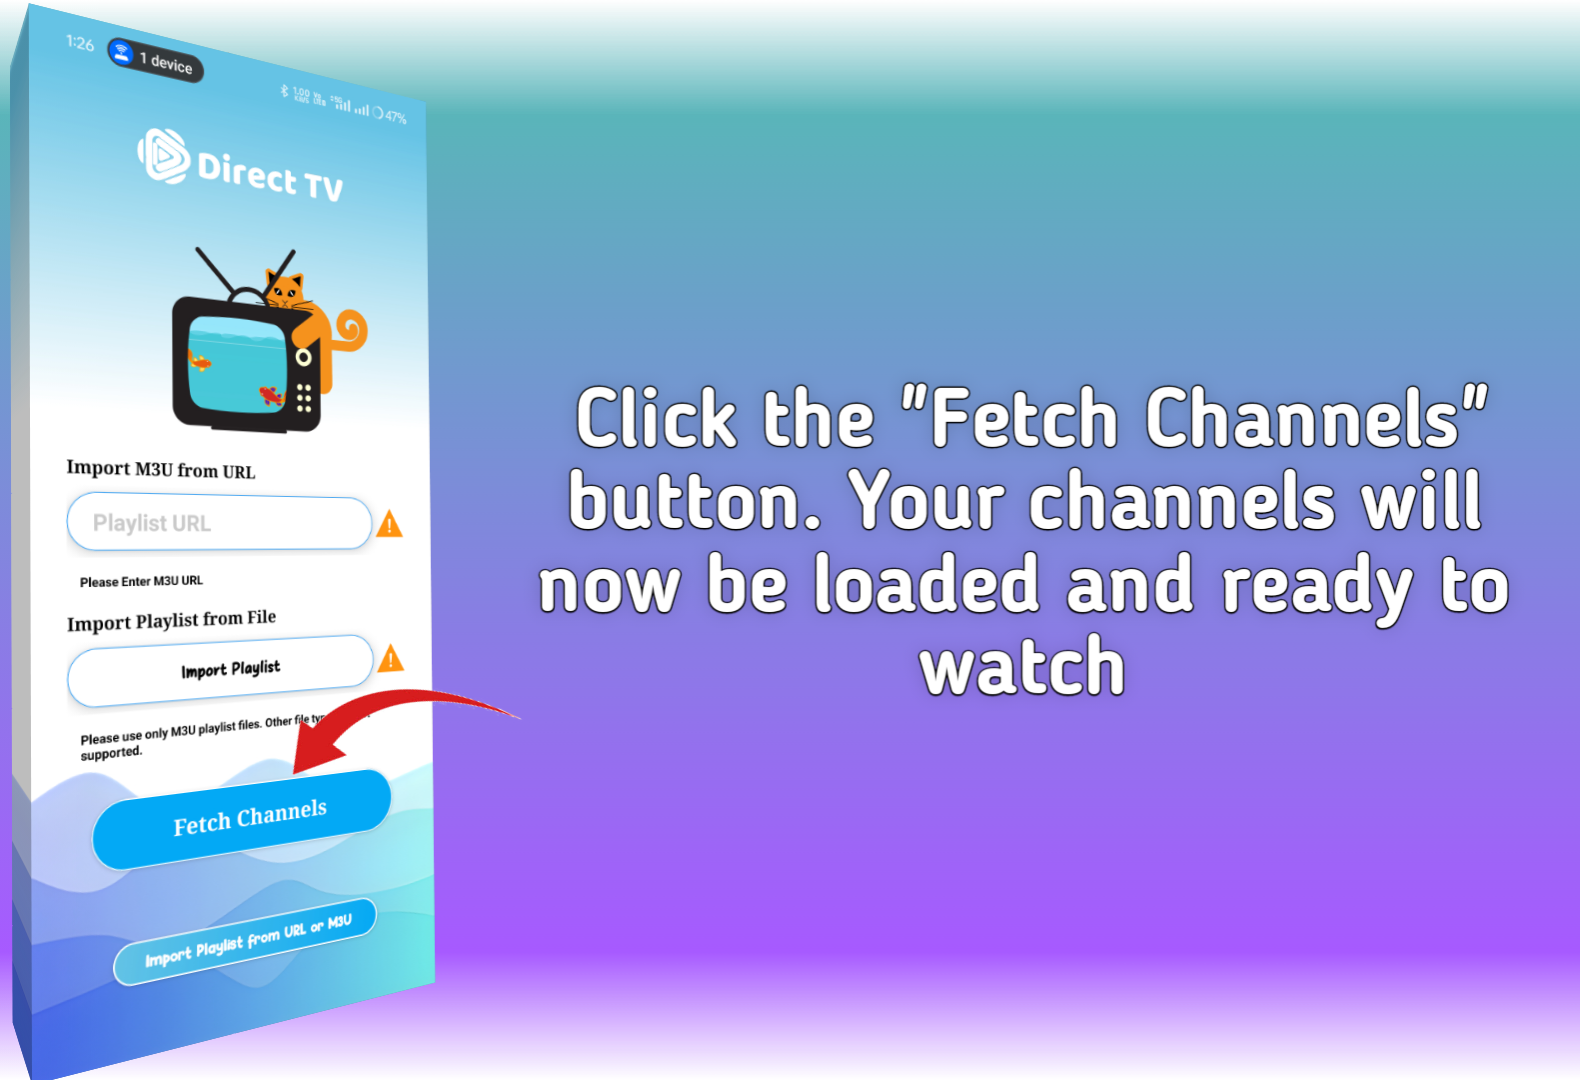 1:26
1 device
1.00
47%
Direct TV
Import M3U from URL
Playlist URL
Please Enter M3U URL
Import Playlist from File
Import Playlist
Please use only M3U playlist files. Other file
supported.
Fetch Channels
Import Playlist from URL or M3U
Click the "Fetch Channels"
button. Your channels will
now be loaded and ready to
watch